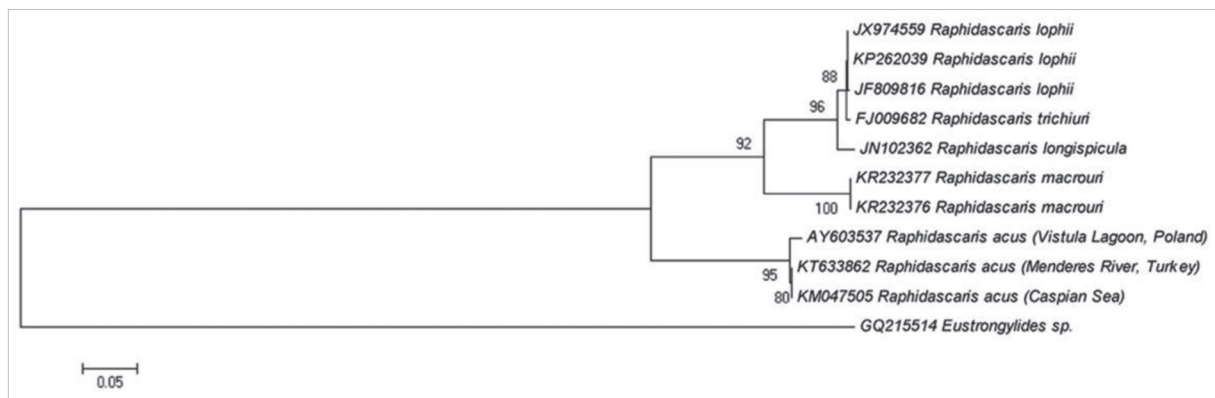 JX974559 Raphidascaris lophii
KP262039 Raphidascaris lophii
88
JF809816 Raphidascaris lophii
96
FJ009682 Raphidascaris trichiuri
92
JN102362 Raphidascaris longispicula
KR232377 Raphidascaris macrouri
100
KR232376 Raphidascaris macrouri
AY603537 Raphidascaris acus (Vistula Lagoon, Poland)
95
KT633862 Raphidascaris acus (Menderes River, Turkey)
80
KM047505 Raphidascaris acus (Caspian Sea)
GQ215514 Eustrongylides sp.
0.05